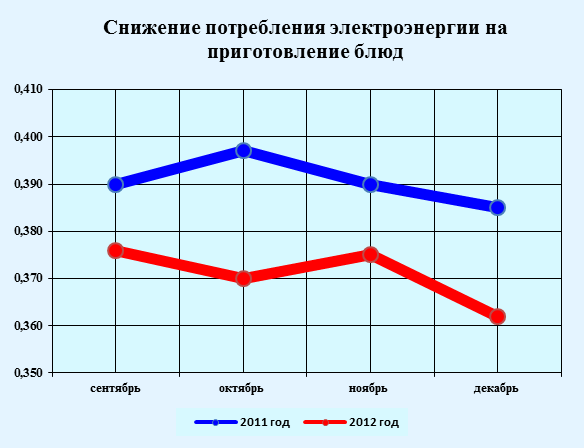 Снижение потребления электроэнергии на
приготовление блюд
0,410
0,400
0,390
0,380
0,370
0,360
0,350
сентябрь октябрь ноябрь декабрь
2011 год 2012 год